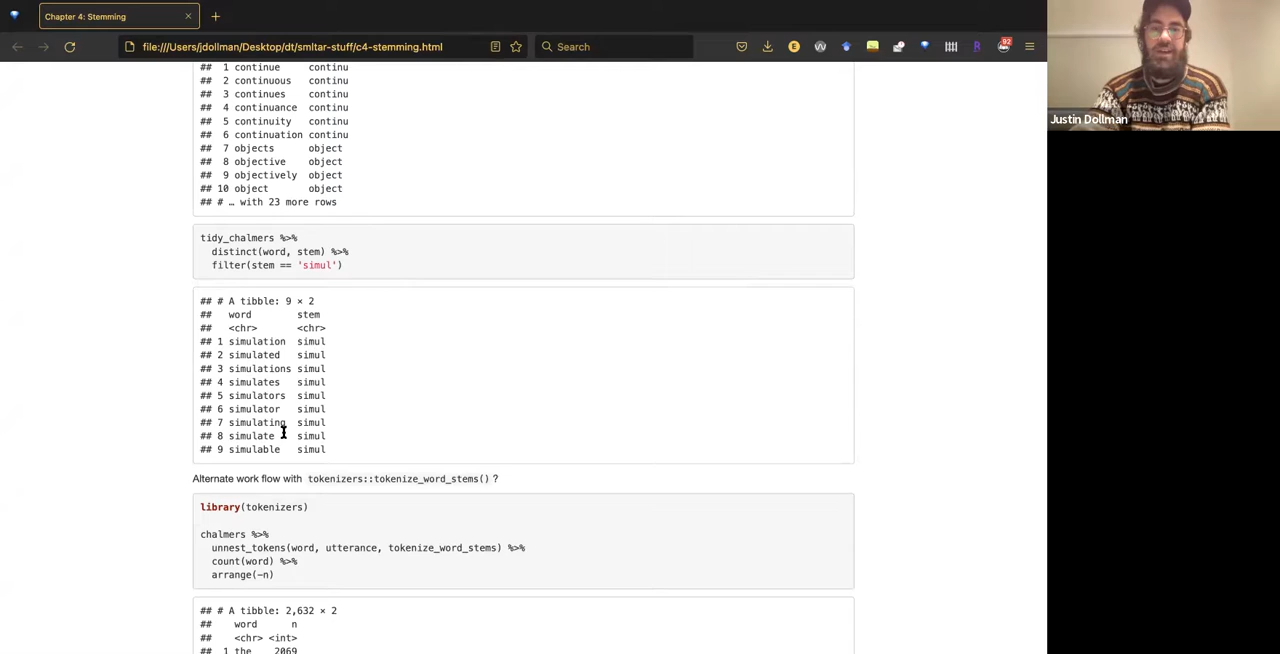 Chapter 4: Stemming
file:///Users/jdollman/Desktop/dt/smltar-stuff/c4-stemming.html
Search
E
W
R
92
Justin Dollman
##  1 continue     continu
##  2 continuous   continu
##  3 continues    continu
##  4 continuance  continu
##  5 continuity   continu
##  6 continuation continu
##  7 objects      object
##  8 objective    object
##  9 objectively  object
## 10 object       object
## # … with 23 more rows
tidy_chalmers %>%
  distinct(word, stem) %>%
  filter(stem == 'simul')
## # A tibble: 9 × 2
##   word        stem
##   <chr>       <chr>
## 1 simulation  simul
## 2 simulated   simul
## 3 simulations simul
## 4 simulates   simul
## 5 simulators  simul
## 6 simulator   simul
## 7 simulating  simul
## 8 simulate    simul
## 9 simulable   simul
Alternate work flow with tokenizers::tokenize_word_stems() ?
library(tokenizers)
chalmers %>%
  unnest_tokens(word, utterance, tokenize_word_stems) %>%
  count(word) %>%
  arrange(-n)
## # A tibble: 2,632 × 2
##    word      n
##    <chr> <int>
##  1 the    2069